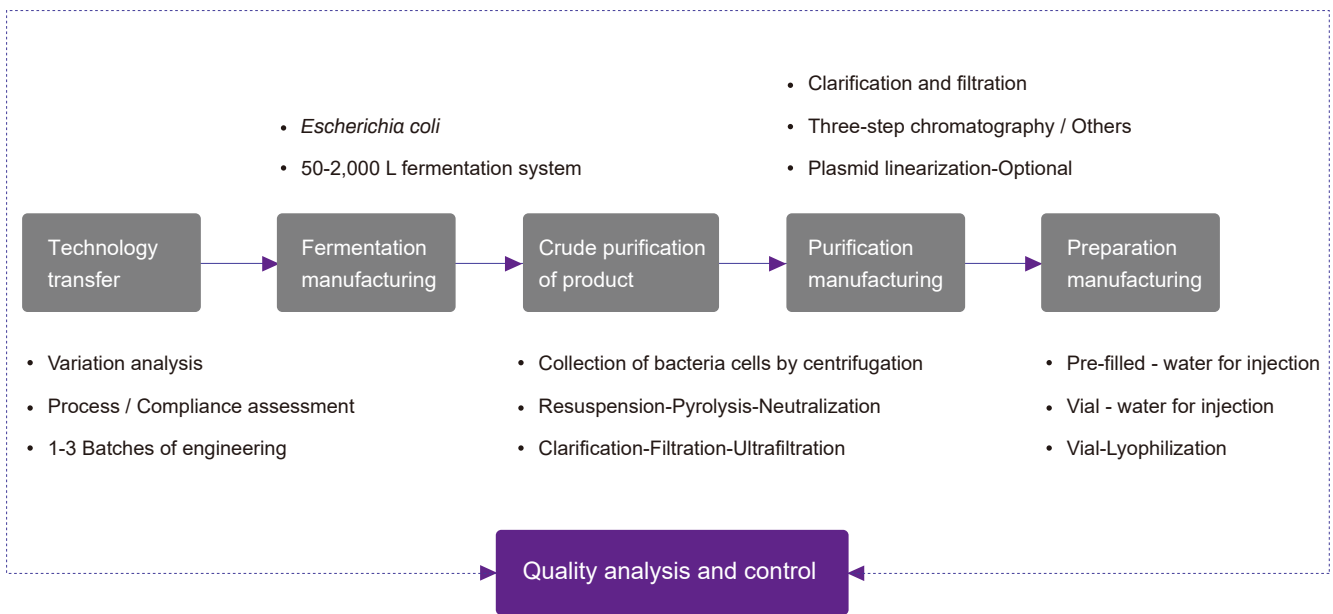 • Clarification and filtration
• Three-step chromatography / Others
• Plasmid linearization-Optional
• Escherichia coli
• 50-2,000 L fermentation system
Technology
transfer
Fermentation
manufacturing
Crude purification
of product
Purification
manufacturing
Preparation
manufacturing
• Variation analysis
• Process / Compliance assessment
• 1-3 Batches of engineering
• Collection of bacteria cells by centrifugation
• Resuspension-Pyrolysis-Neutralization
• Clarification-Filtration-Ultrafiltration
• Pre-filled - water for injection
• Vial - water for injection
• Vial-Lyophilization
Quality analysis and control